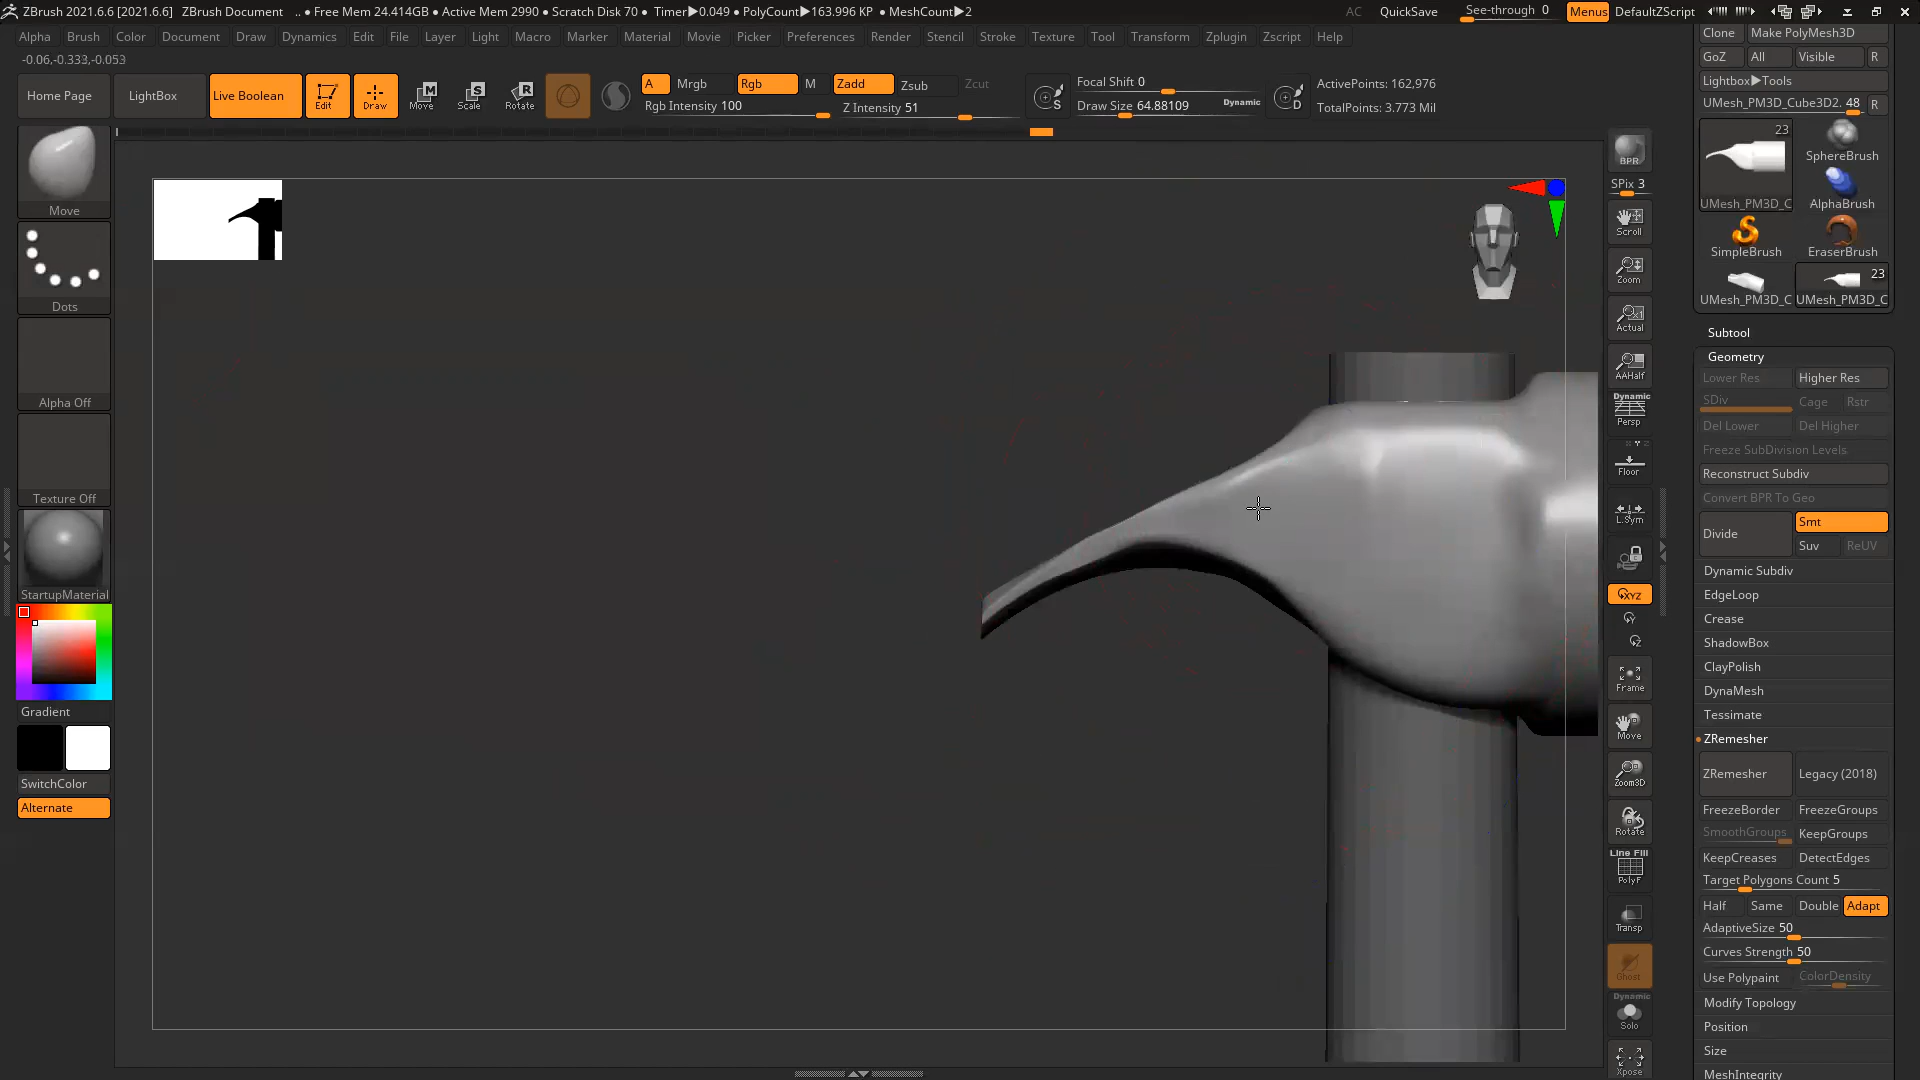 ZBrush 2021.6.6 [2021.6.6] ZBrush Document .. • Free Mem 24.414GB • Active Mem 2990 • Scratch Disk 70 • Timer▶0.049 • PolyCount▶163.996 KP • MeshCount▶2 AC QuickSave See-through 0 Menus DefaultZScript
Alpha Brush Color Document Draw Dynamics Edit File Layer Light Macro Marker Material Movie Picker Preferences Render Stencil Stroke Texture Tool Transform Zplugin Zscript Help
-0.06,-0.333,-0.053
Home Page LightBox Live Boolean Edit Draw Move Scale Rotate
A Mrgb Rgb M Zadd Zsub Zcut
Rgb Intensity 100 Z Intensity 51
S Focal Shift 0
Draw Size 64.88109 Dynamic D
ActivePoints: 162,976
TotalPoints: 3.773 Mil
Move
Dots
Alpha Off
Texture Off
StartupMaterial
Gradient
SwitchColor
Alternate
BPR
SPix 3
Scroll
Zoom
Actual
AAHalf
Dynamic
Persp
Floor
L.Sym
XYZ
Frame
Move
Zoom3D
Rotate
Line Fill
PolyF
Transp
Ghost
Dynamic
Solo
Xpose
Clone Make PolyMesh3D
GoZ All Visible R
Lightbox▶Tools
UMesh_PM3D_Cube3D2. 48 R
23
SphereBrush
UMesh_PM3D_C AlphaBrush
SimpleBrush EraserBrush
23
UMesh_PM3D_C UMesh_PM3D_C
Subtool
Geometry
Lower Res Higher Res
SDiv Cage Rstr
Del Lower Del Higher
Freeze SubDivision Levels
Reconstruct Subdiv
Convert BPR To Geo
Divide Smt
Suv ReUV
Dynamic Subdiv
EdgeLoop
Crease
ShadowBox
ClayPolish
DynaMesh
Tessimate
ZRemesher
ZRemesher Legacy (2018)
FreezeBorder FreezeGroups
SmoothGroups KeepGroups
KeepCreases DetectEdges
Target Polygons Count 5
Half Same Double Adapt
AdaptiveSize 50
Curves Strength 50
Use Polypaint ColorDensity
Modify Topology
Position
Size
MeshIntegrity